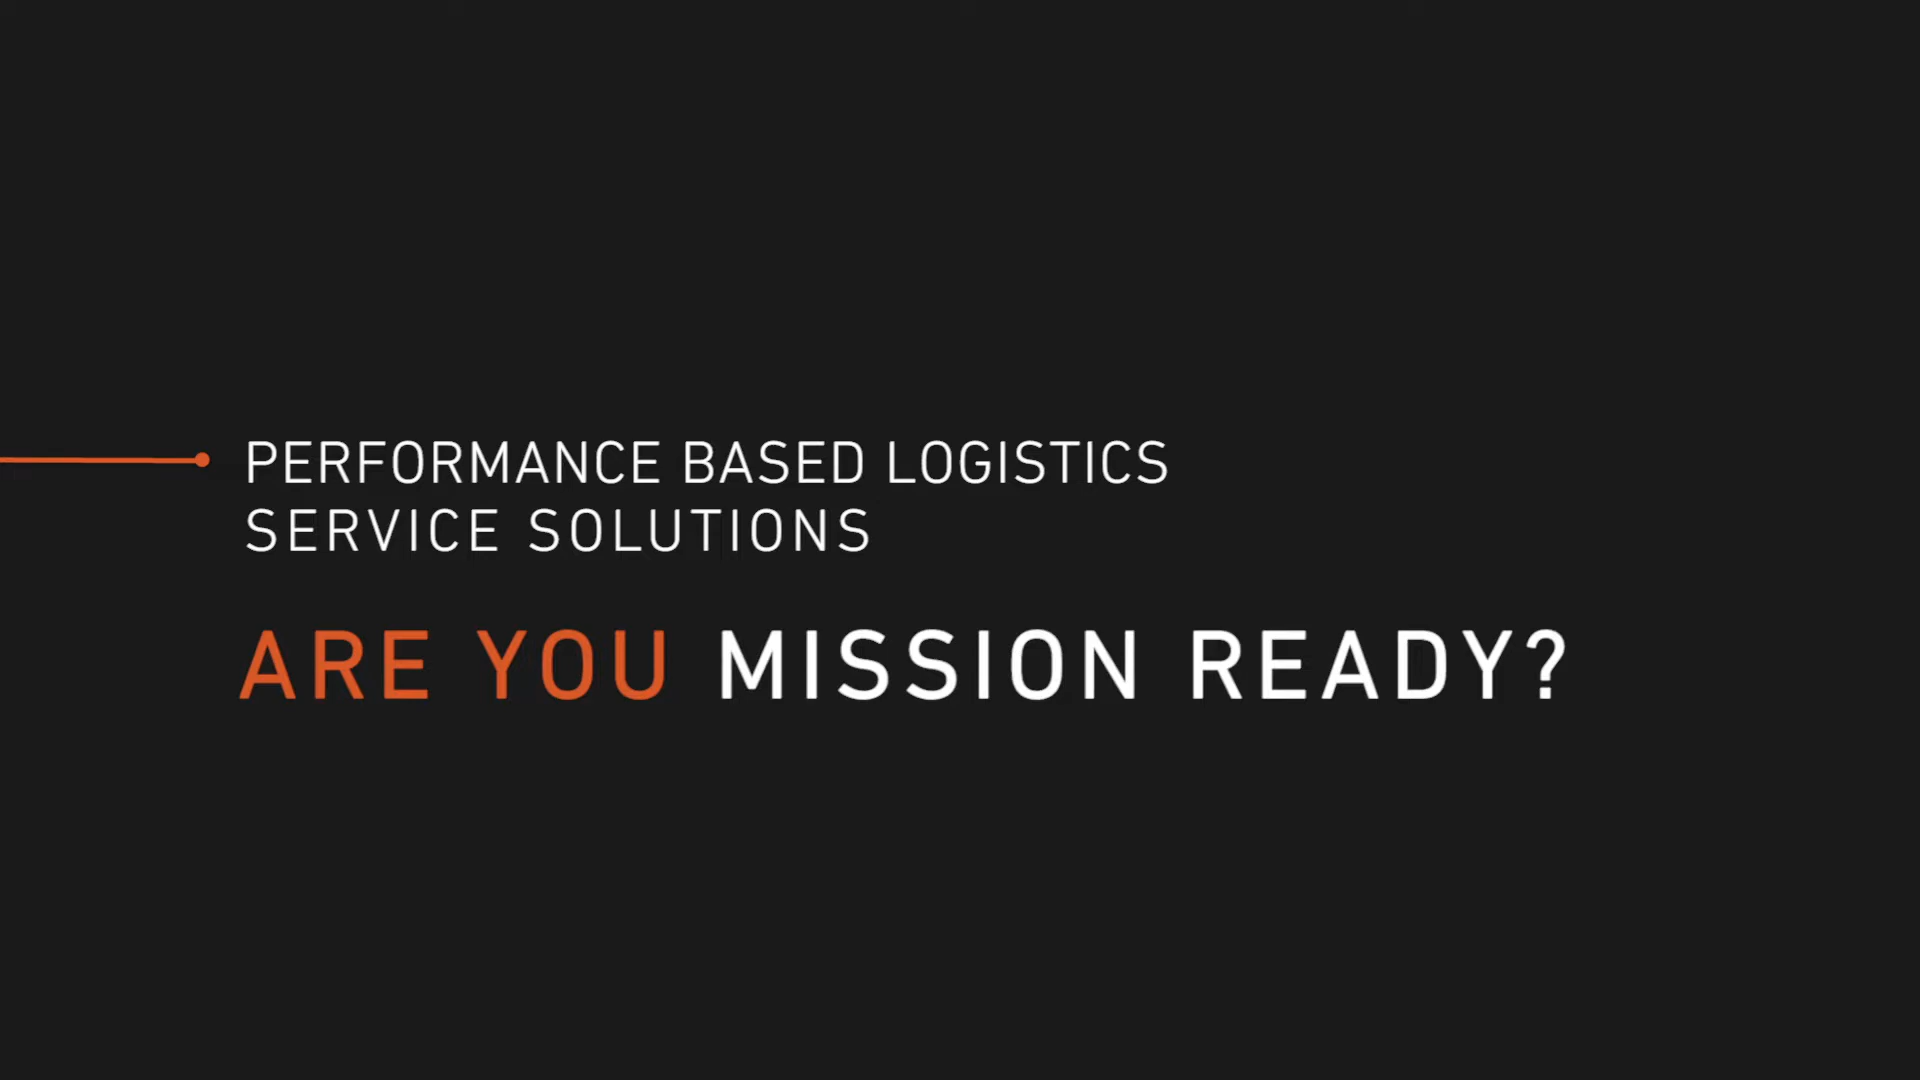 PERFORMANCE BASED LOGISTICS
SERVICE SOLUTIONS
ARE YOU MISSION READY?